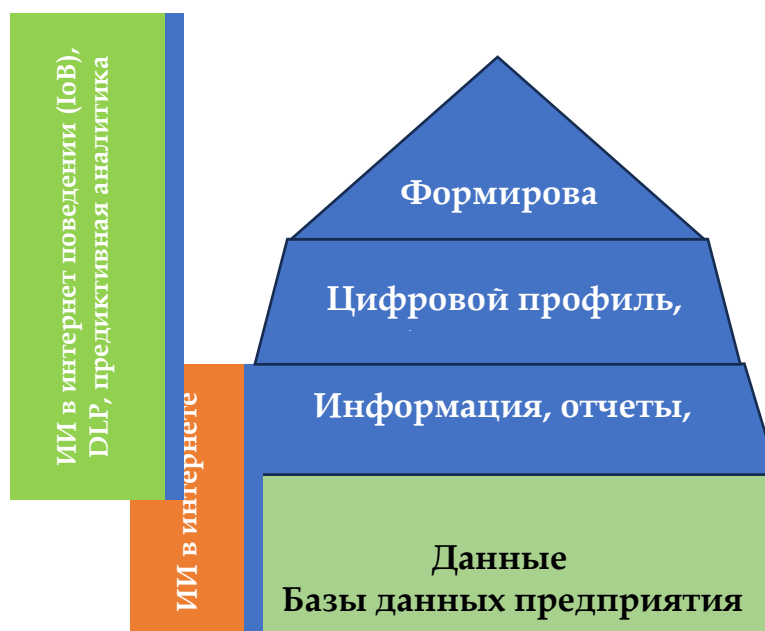 ИИ в интернет поведении (IoB),
DLP, предиктивная аналитика
Формирова
Цифровой профиль,
Информация, отчеты,
ИИ в интернете
Данные
Базы данных предприятия